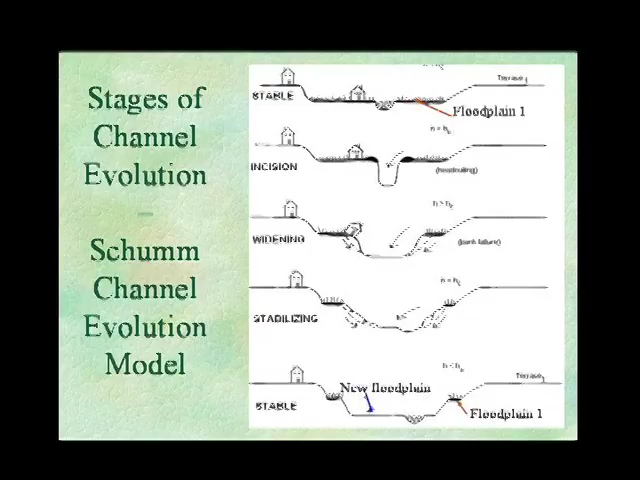 Stages of
Channel
Evolution
–
Schumm
Channel
Evolution
Model
Terrace
STABLE
Floodplain 1
INCISION
(headcutting)
WIDENING
(bank failure)
STABILIZING
Terrace
New floodplain
STABLE
Floodplain 1